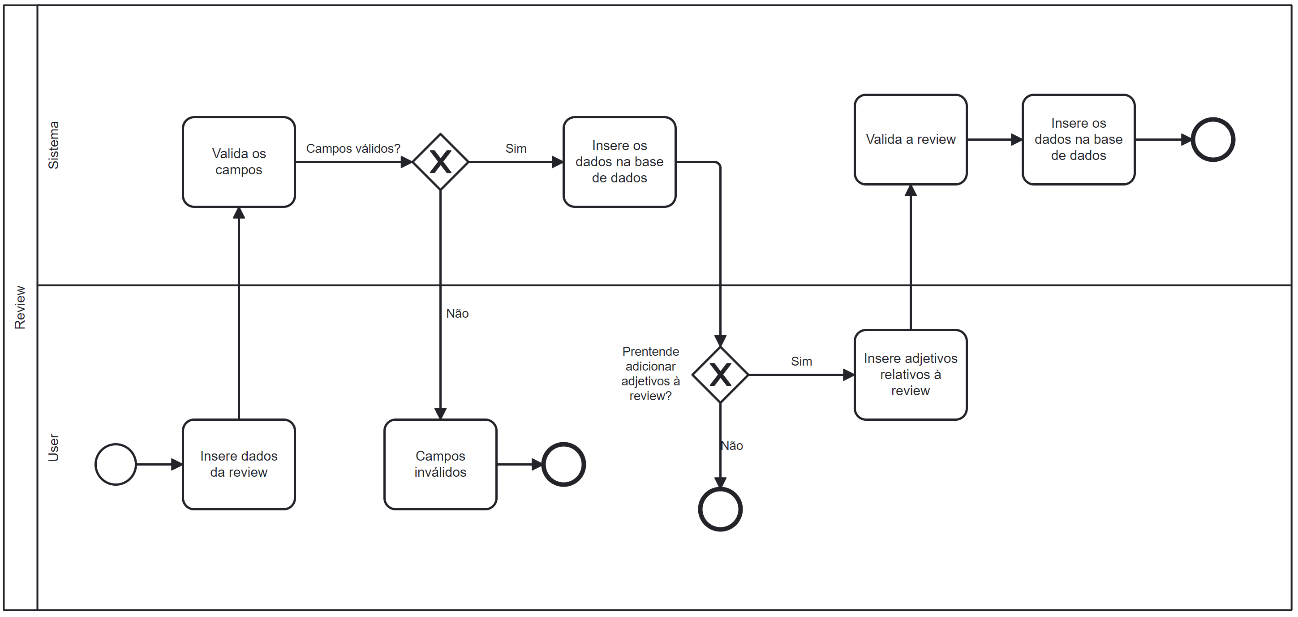 Review
Sistema
Valida os
campos
Campos válidos?
Sim
Insere os
dados na base
de dados
Valida a review
Insere os
dados na base
de dados
Não
User
Insere dados
da review
Campos
inválidos
Prentende
adicionar
adjetivos à
review?
Sim
Insere adjetivos
relativos à
review
Não